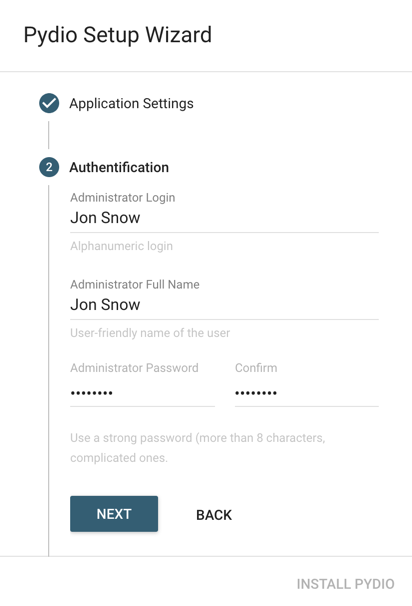 Pydio Setup Wizard
Application Settings
2 Authentification
Administrator Login
Jon Snow
Alphanumeric login
Administrator Full Name
Jon Snow
User-friendly name of the user
Administrator Password Confirm
•••••••• ••••••••
Use a strong password (more than 8 characters,
complicated ones.
NEXT BACK
INSTALL PYDIO